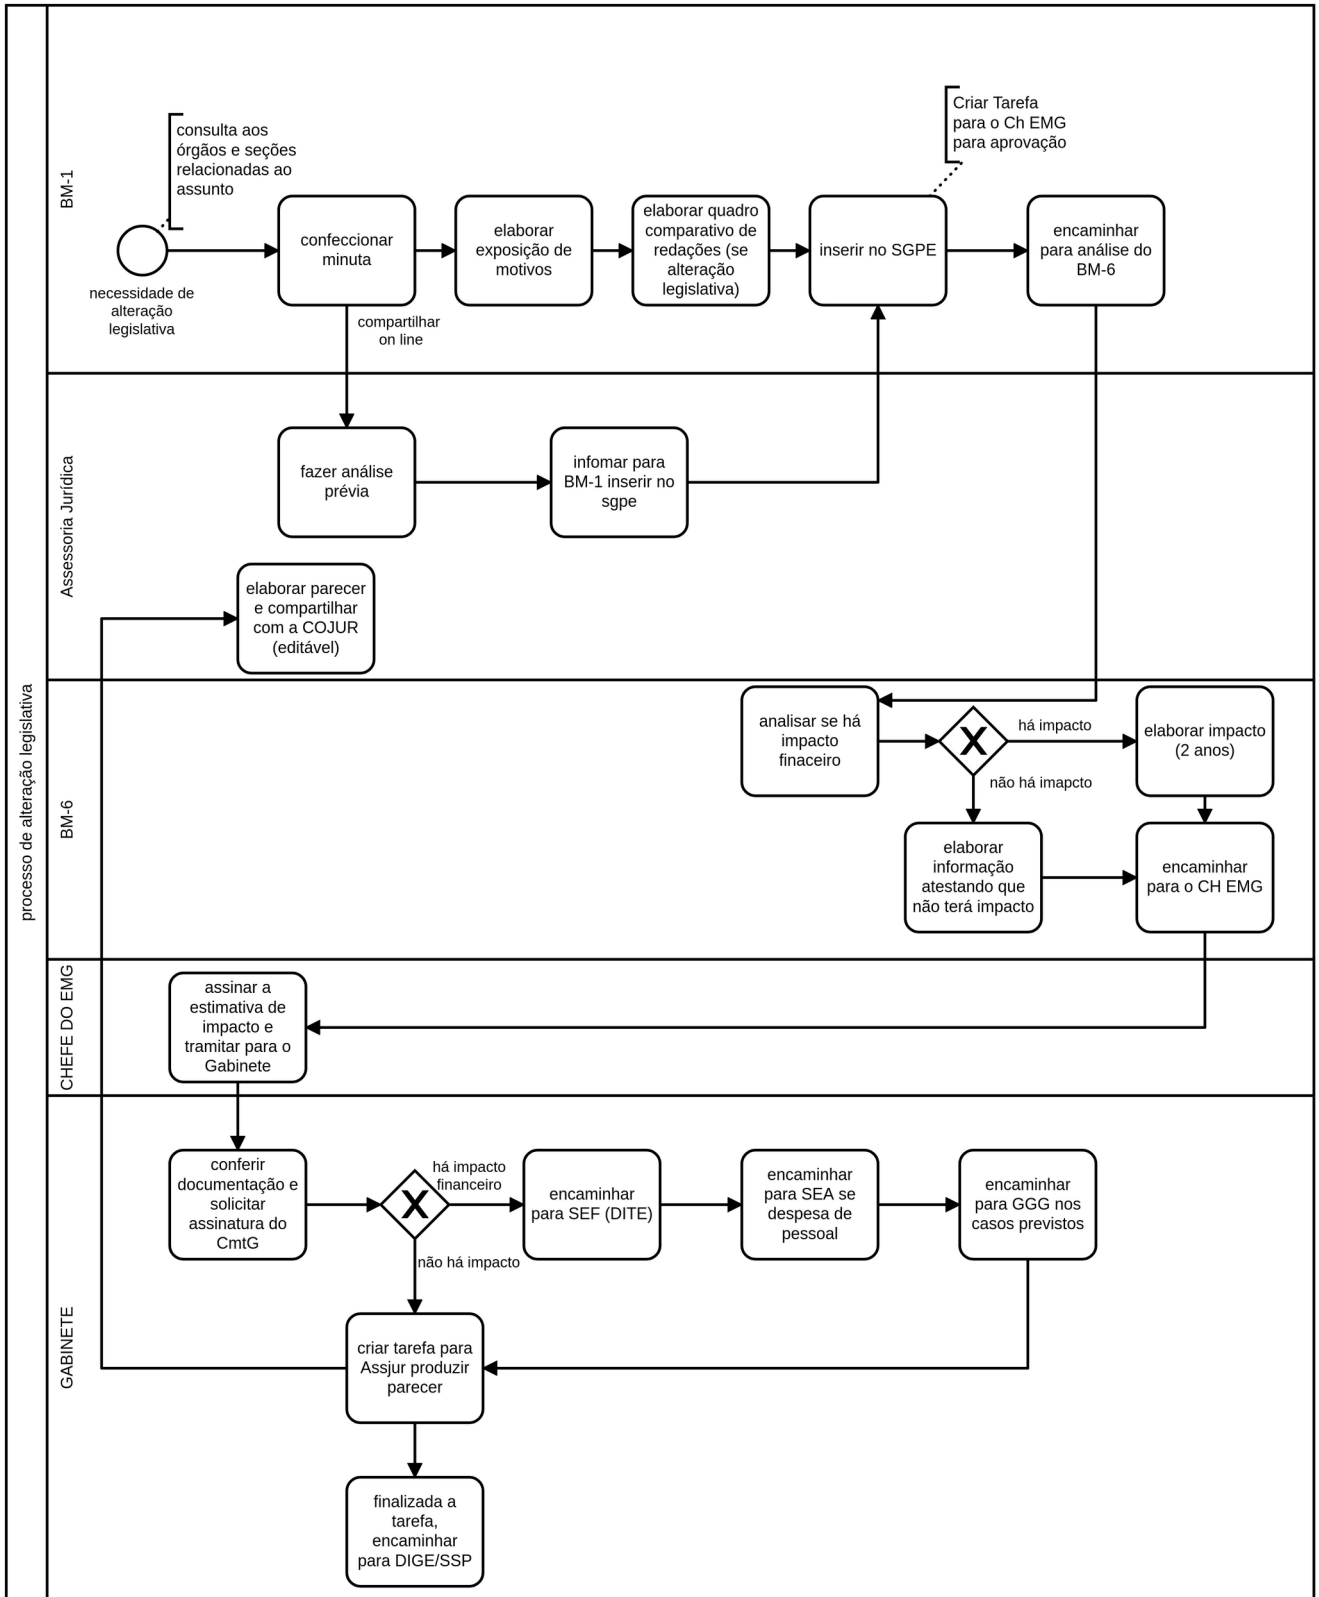 processo de alteração legislativa
BM-1
consulta aos
órgãos e seções
relacionadas ao
assunto
necessidade de
alteração
legislativa
confeccionar
minuta
compartilhar
on line
elaborar
exposição de
motivos
elaborar quadro
comparativo de
redações (se
alteração
legislativa)
Criar Tarefa
para o Ch EMG
para aprovação
inserir no SGPE
encaminhar
para análise do
BM-6
Assessoria Jurídica
fazer análise
prévia
infomar para
BM-1 inserir no
sgpe
elaborar parecer
e compartilhar
com a COJUR
(editável)
BM-6
analisar se há
impacto
finaceiro
há impacto
não há imapcto
elaborar impacto
(2 anos)
elaborar
informação
atestando que
não terá impacto
encaminhar
para o CH EMG
CHEFE DO EMG
assinar a
estimativa de
impacto e
tramitar para o
Gabinete
GABINETE
conferir
documentação e
solicitar
assinatura do
CmtG
há impacto
financeiro
não há impacto
encaminhar
para SEF (DITE)
encaminhar
para SEA se
despesa de
pessoal
encaminhar
para GGG nos
casos previstos
criar tarefa para
Assjur produzir
parecer
finalizada a
tarefa,
encaminhar
para DIGE/SSP